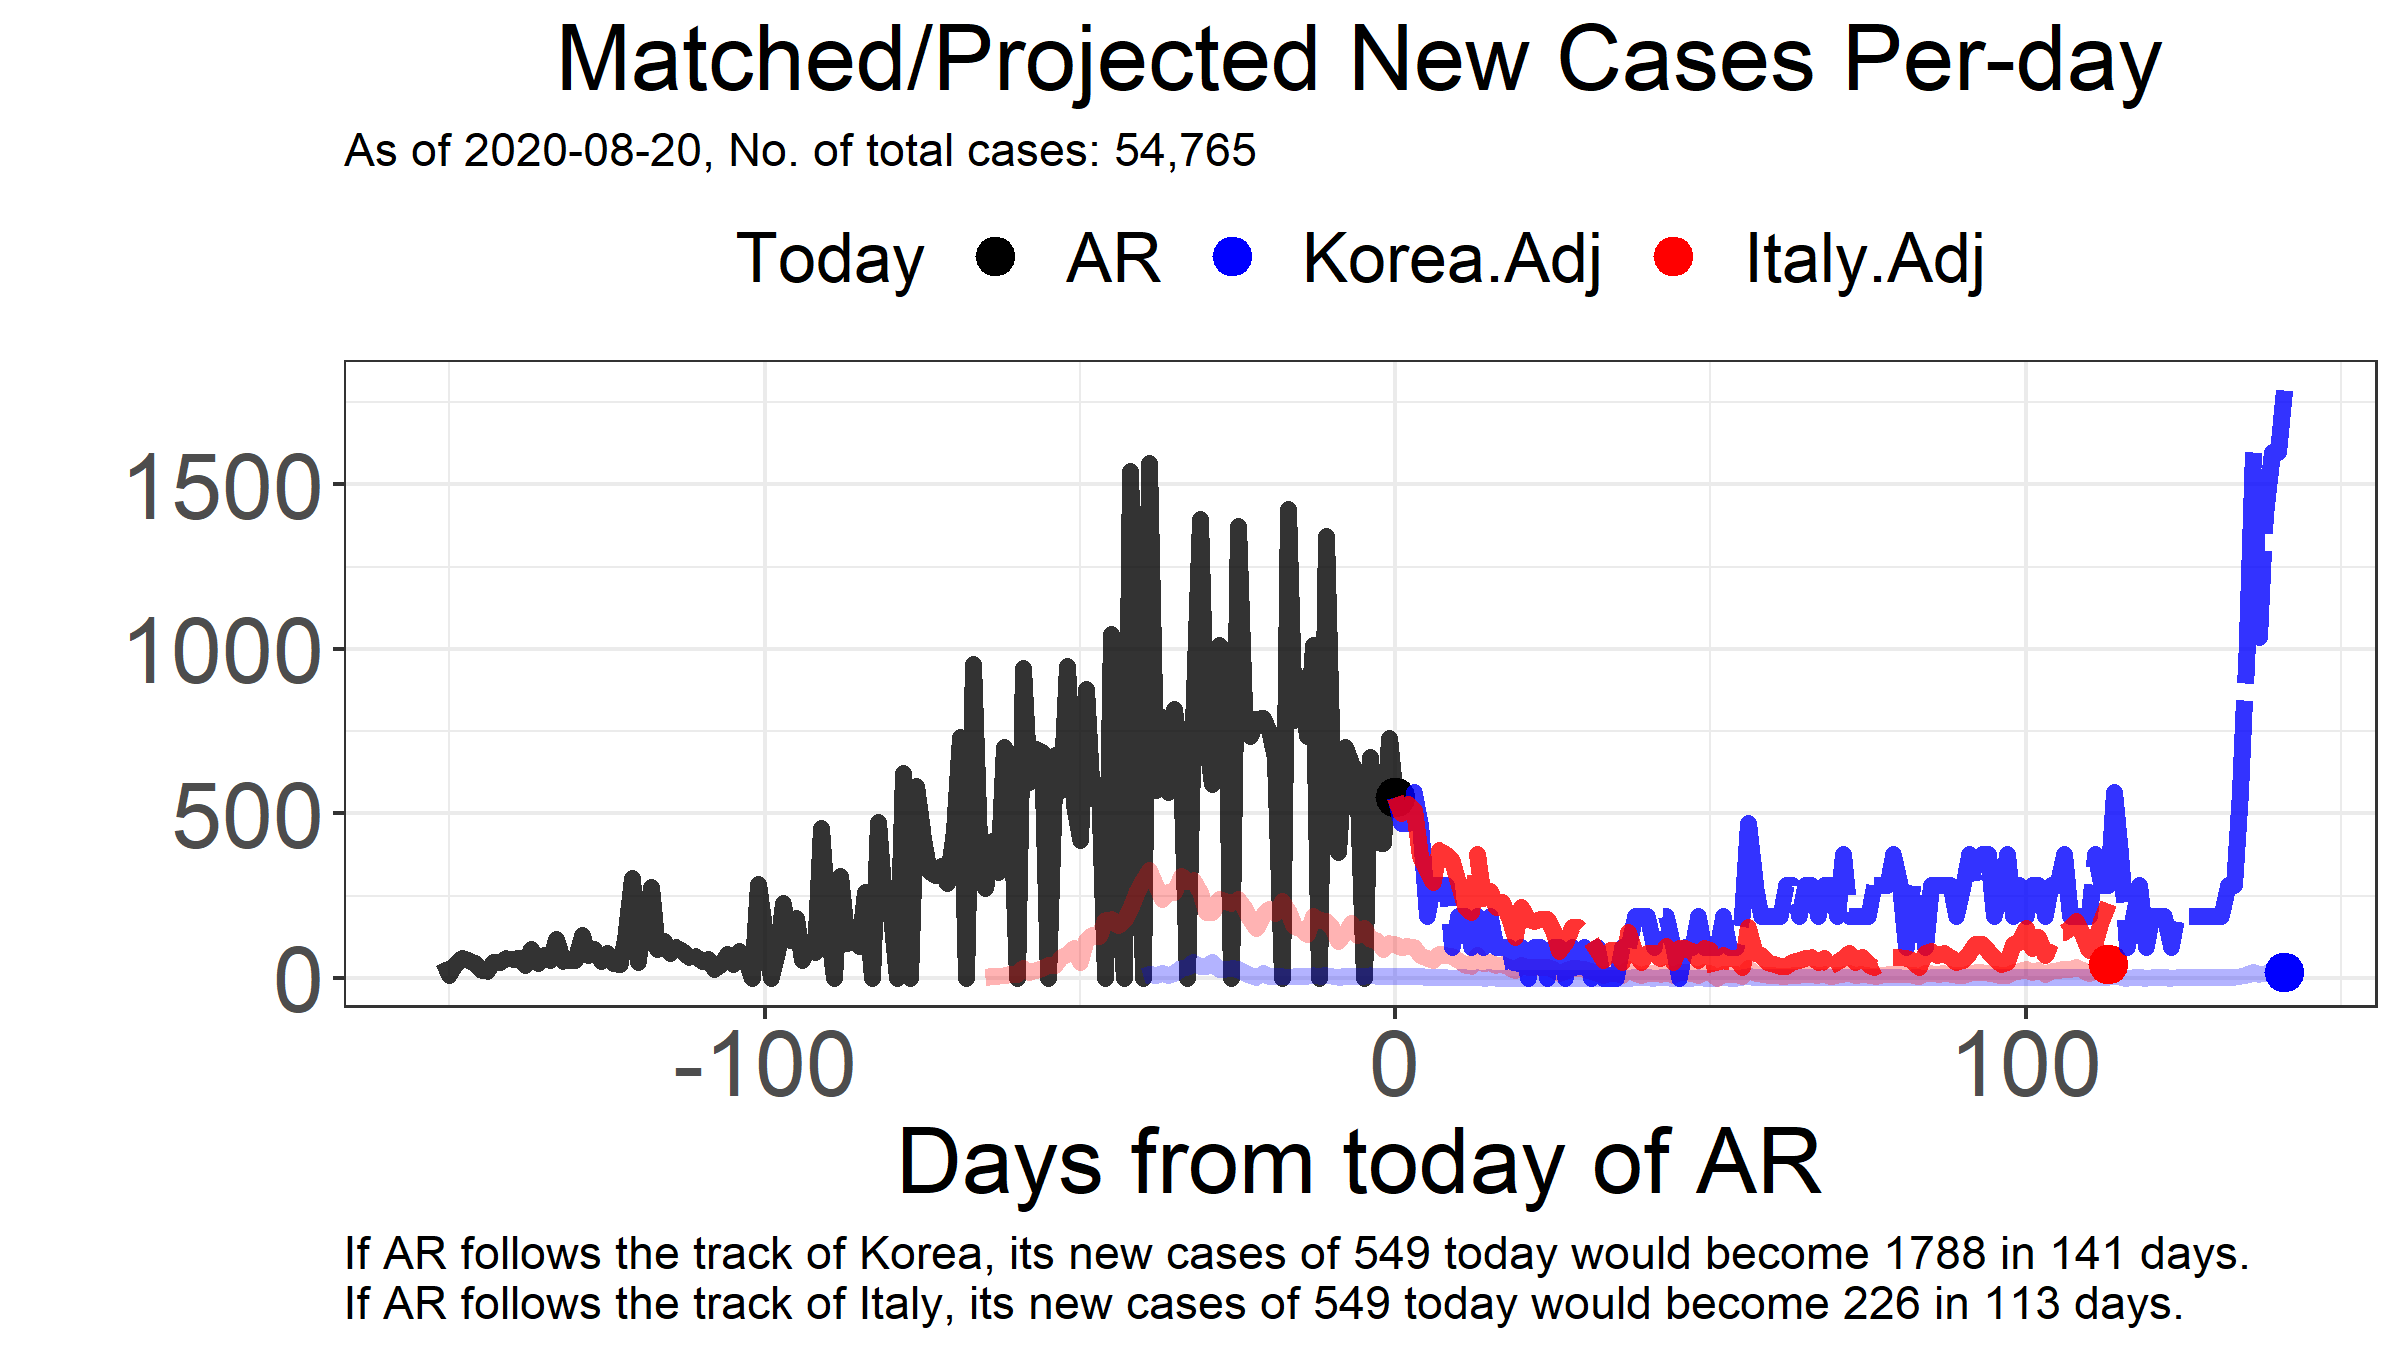 Matched/Projected New Cases Per-day
As of 2020-08-20, No. of total cases: 54,765
Today AR Korea.Adj Italy.Adj
1500
1000
500
0
-100 0 100
Days from today of AR
If AR follows the track of Korea, its new cases of 549 today would become 1788 in 141 days.
If AR follows the track of Italy, its new cases of 549 today would become 226 in 113 days.